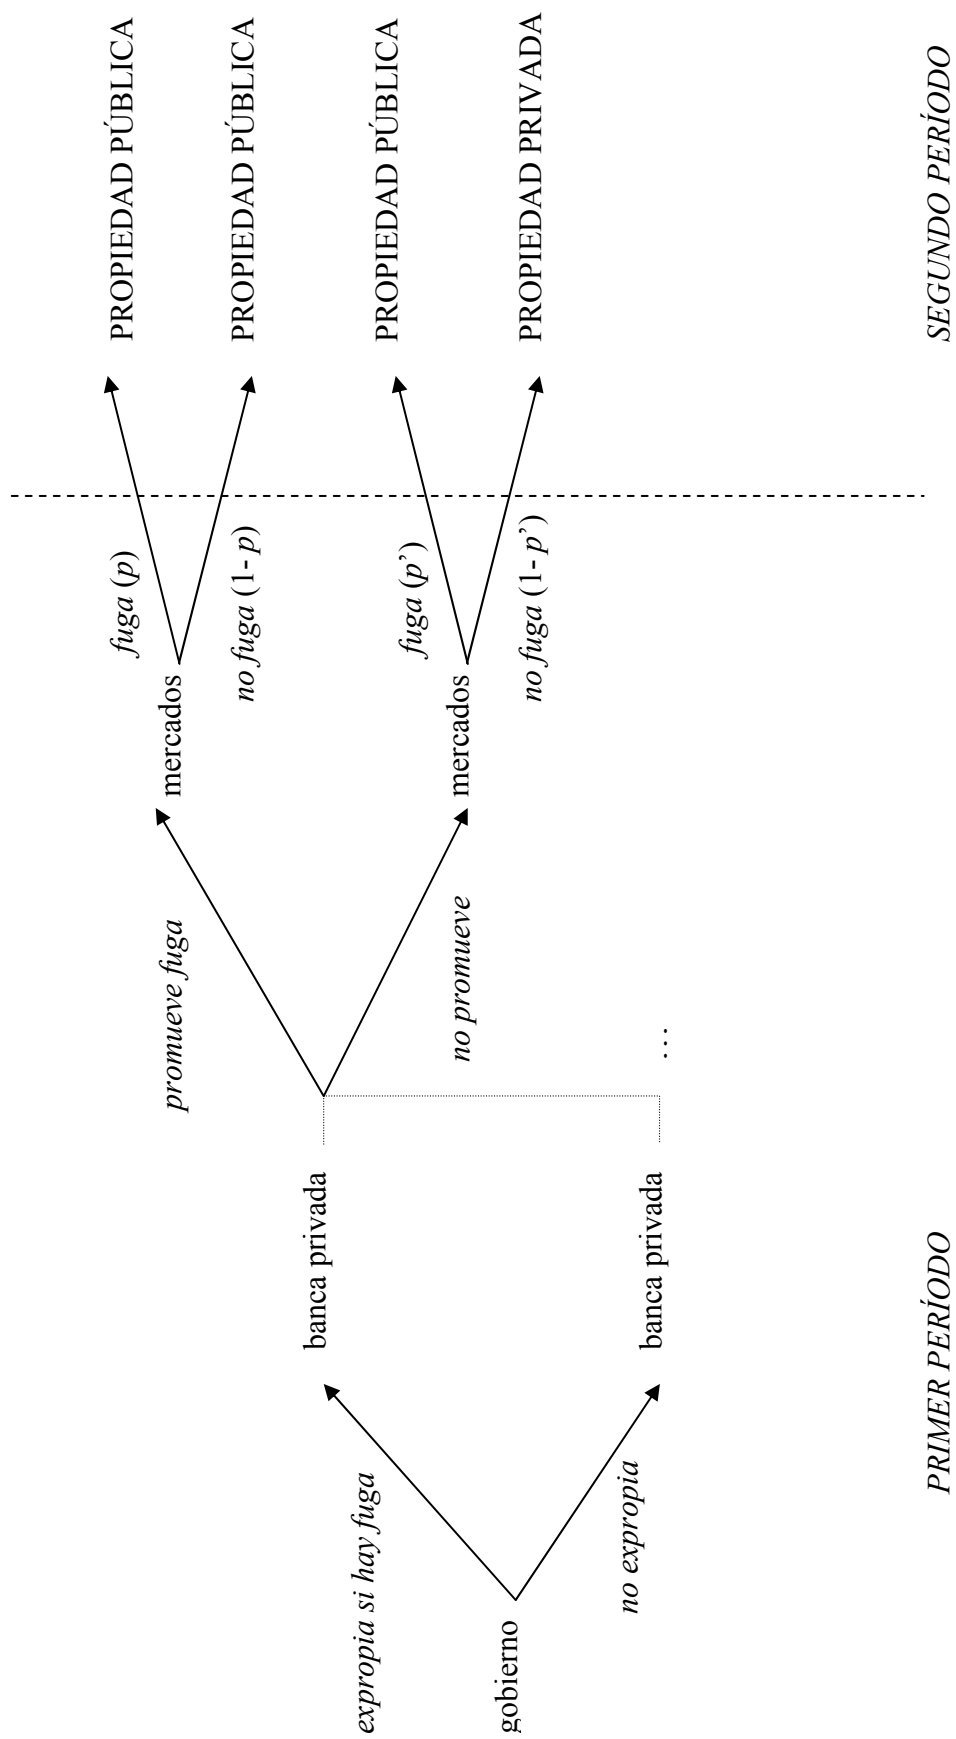 gobierno
expropia si hay fuga
no expropia
banca privada
banca privada
promueve fuga
no promueve
...
mercados
mercados
fuga (p)
no fuga (1- p)
fuga (p’)
no fuga (1- p’)
PROPIEDAD PÚBLICA
PROPIEDAD PÚBLICA
PROPIEDAD PÚBLICA
PROPIEDAD PRIVADA
PRIMER PERÍODO
SEGUNDO PERÍODO